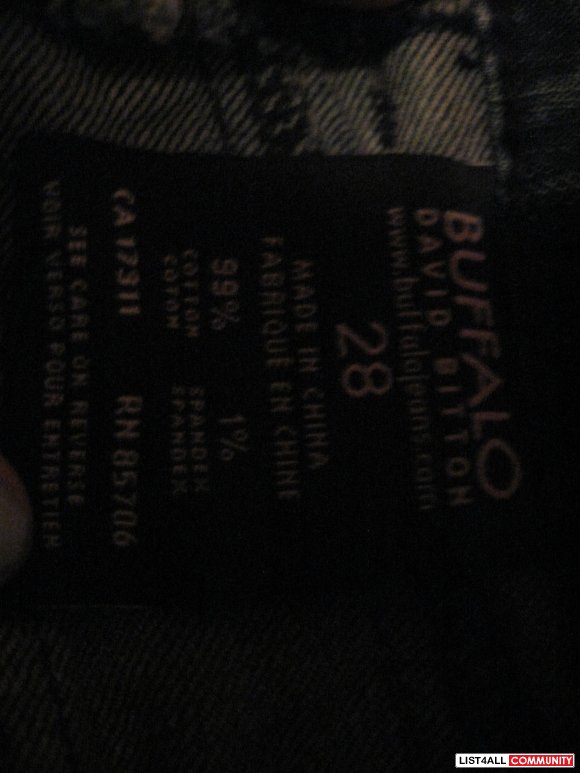 BUFFALO
DAVID BITTON
www.buffalojeans.com
28
MADE IN CHINA
FABRIQUE EN CHINE
99% 1%
COTTON SPANDEX
COTON SPANDEX
CA 17311 RN 85706
SEE CARE ON REVERSE
VOIR VERSO POUR ENTRETIEN
LIST4ALL COMMUNITY